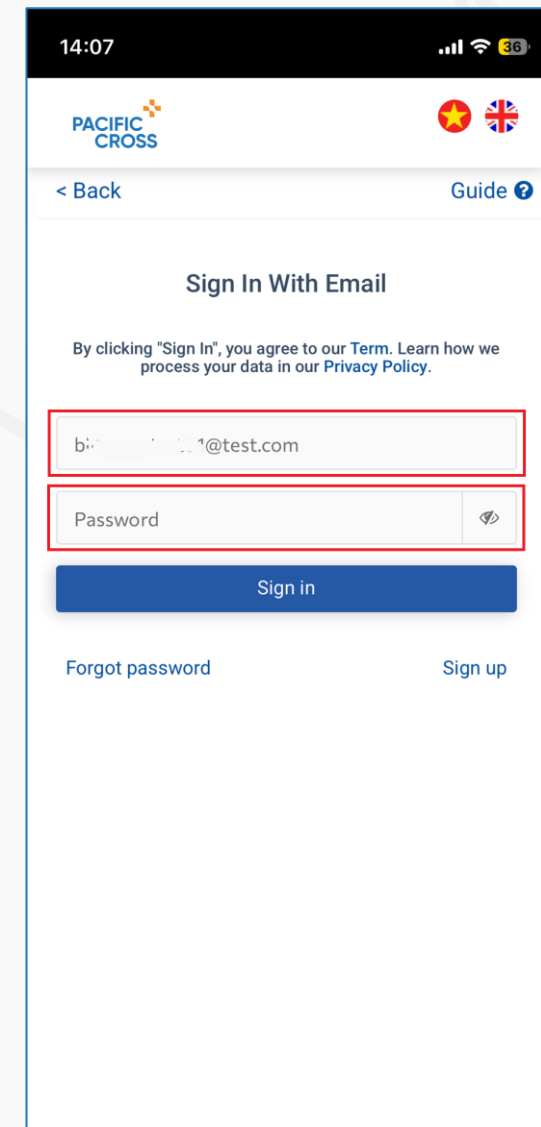 14:07
36
PACIFIC
CROSS
< Back
Guide ?
Sign In With Email
By clicking "Sign In", you agree to our Term. Learn how we
process your data in our Privacy Policy.
@test.com
Password
Sign in
Forgot password
Sign up